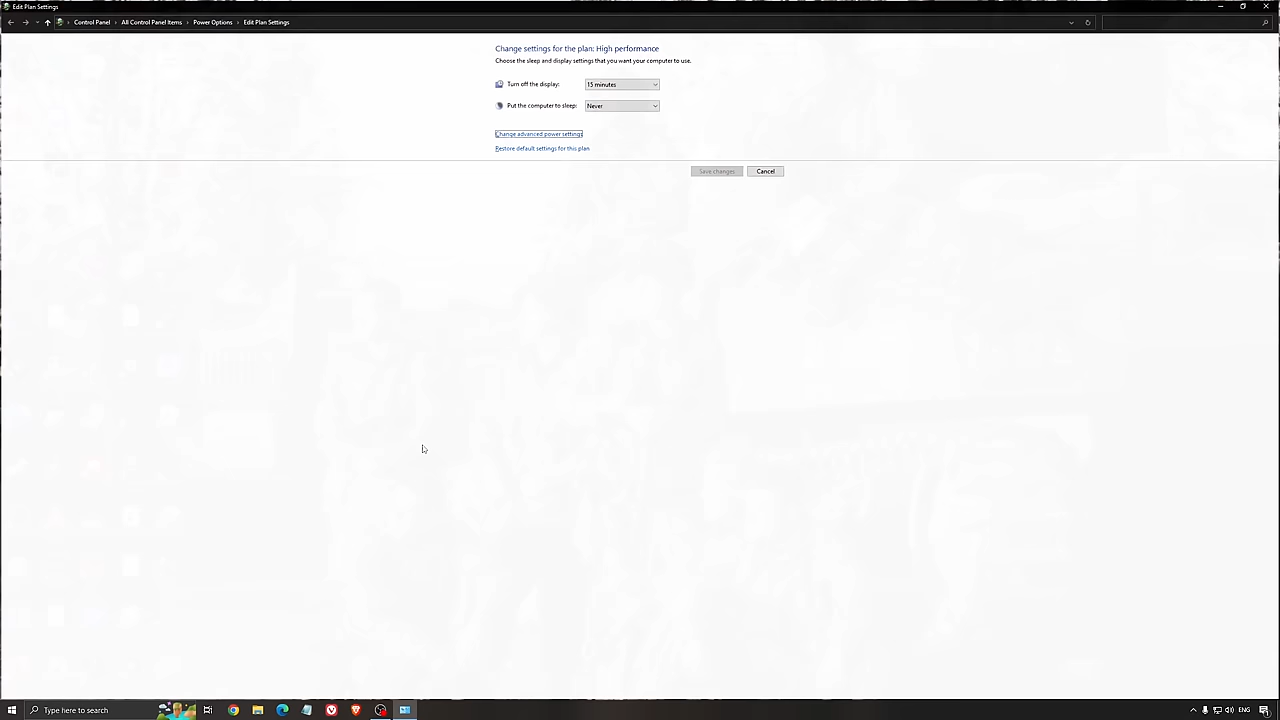 Edit Plan Settings
Control Panel › All Control Panel Items › Power Options › Edit Plan Settings
Change settings for the plan: High performance
Choose the sleep and display settings that you want your computer to use.
Turn off the display: 15 minutes
Put the computer to sleep: Never
Change advanced power settings
Restore default settings for this plan
Save changes Cancel
Type here to search ENG